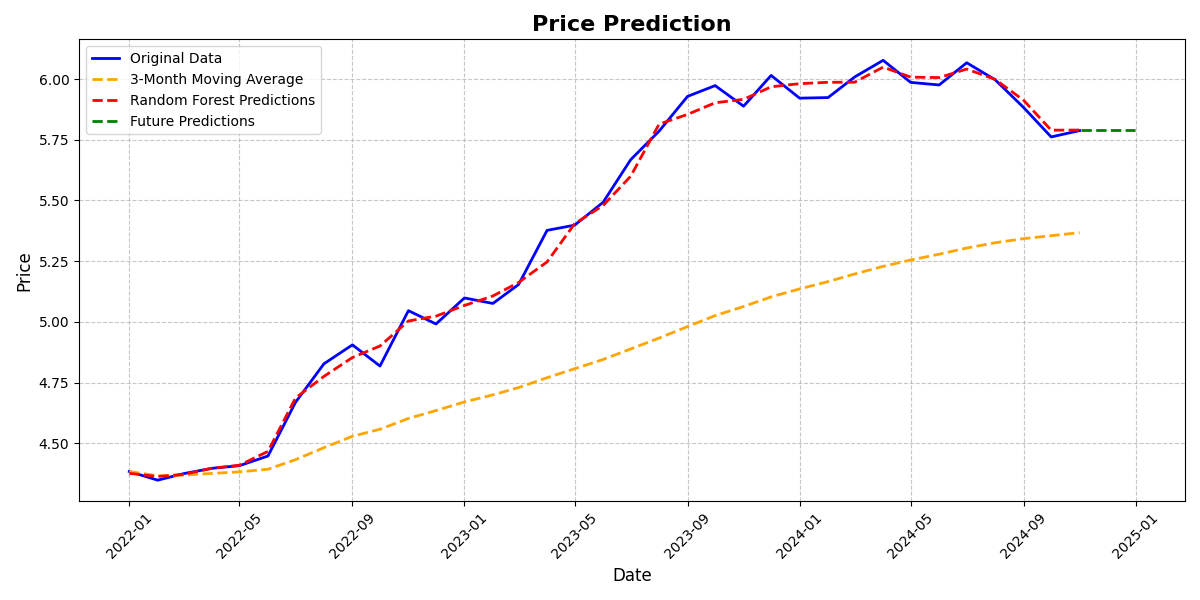 Price Prediction
Original Data
3-Month Moving Average
Random Forest Predictions
Future Predictions
Price
6.00
5.75
5.50
5.25
5.00
4.75
4.50
2022-01
2022-05
2022-09
2023-01
2023-05
2023-09
2024-01
2024-05
2024-09
2025-01
Date